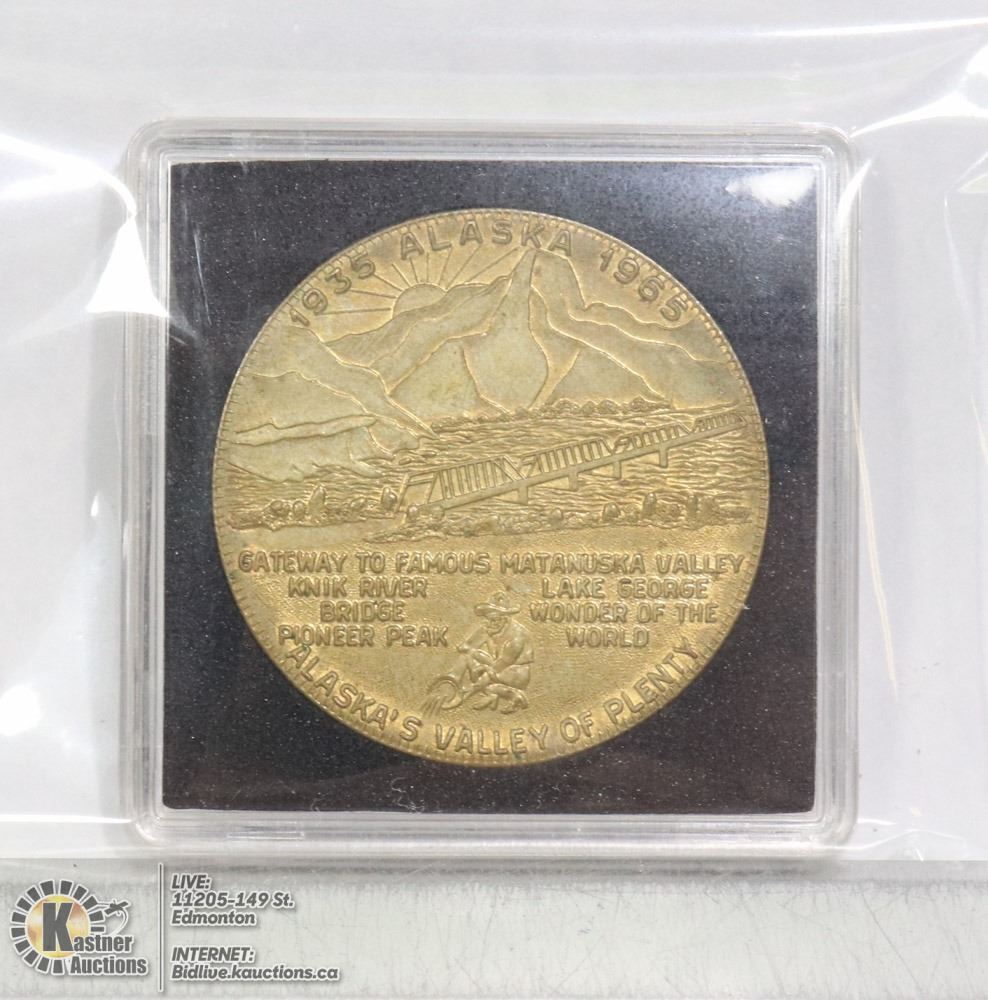 1935 ALASKA 1965
GATEWAY TO FAMOUS MATANUSKA VALLEY
KNIK RIVER
BRIDGE
PIONEER PEAK
LAKE GEORGE
WONDER OF THE
WORLD
ALASKA'S VALLEY OF PLENTY
Kastner
Auctions
LIVE:
11205-149 St.
Edmonton
INTERNET:
Bidlive.kauctions.ca